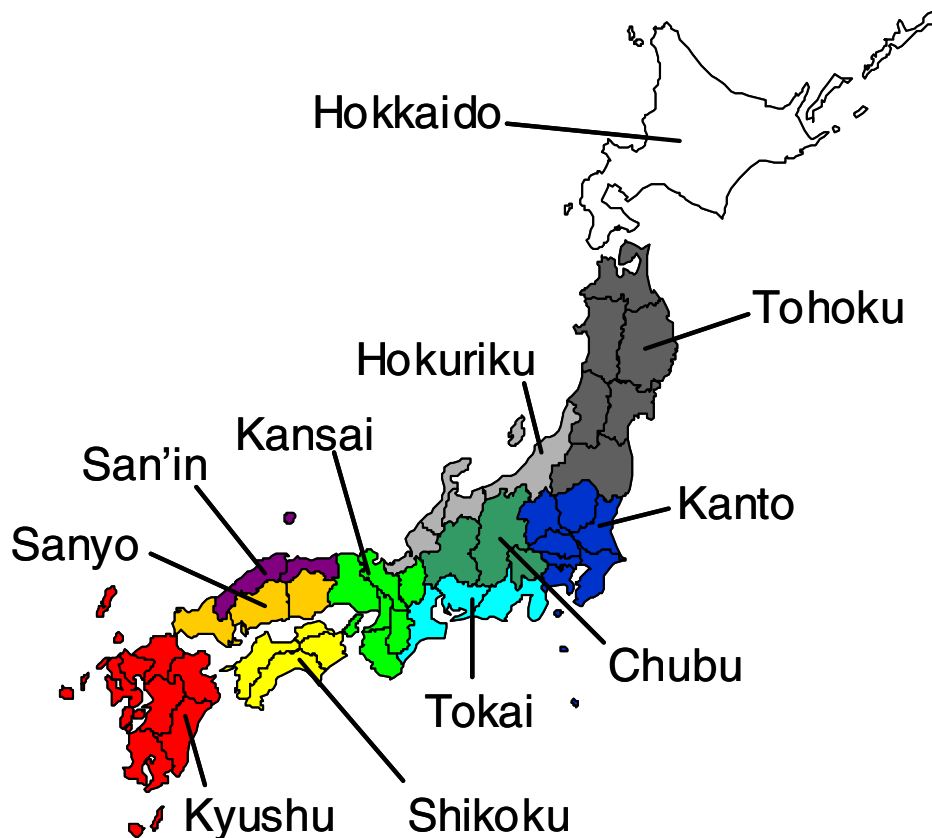 Hokkaido
Tohoku
Hokuriku
Kansai
San’in
Kanto
Sanyo
Chubu
Tokai
Kyushu
Shikoku